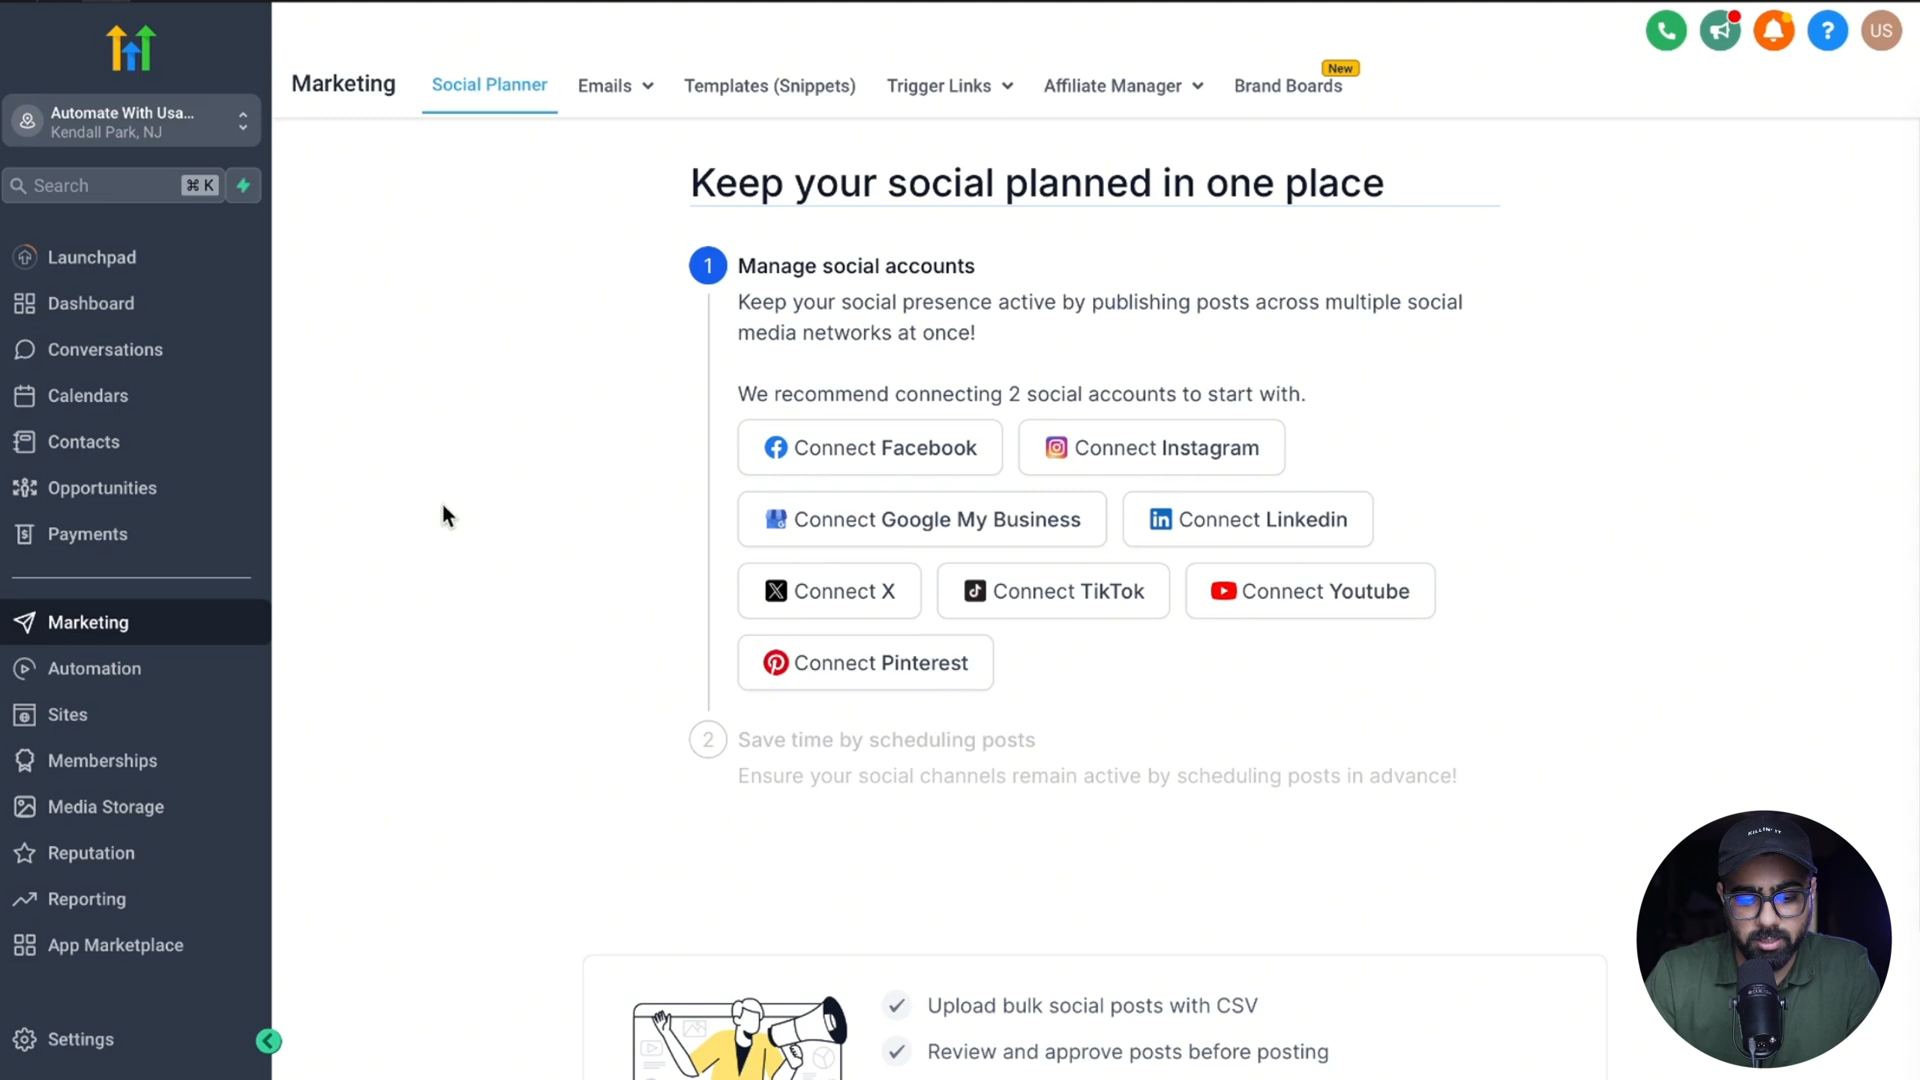 Automate With Usa...
Kendall Park, NJ
Search
⌘ K
Launchpad
Dashboard
Conversations
Calendars
Contacts
Opportunities
Payments
Marketing
Automation
Sites
Memberships
Media Storage
Reputation
Reporting
App Marketplace
Settings
Marketing
Social Planner
Emails
Templates (Snippets)
Trigger Links
Affiliate Manager
Brand Boards
New
?
US
Keep your social planned in one place
1
Manage social accounts
Keep your social presence active by publishing posts across multiple social
media networks at once!
We recommend connecting 2 social accounts to start with.
Connect Facebook
Connect Instagram
Connect Google My Business
Connect Linkedin
Connect X
Connect TikTok
Connect Youtube
Connect Pinterest
2
Save time by scheduling posts
Ensure your social channels remain active by scheduling posts in advance!
Upload bulk social posts with CSV
Review and approve posts before posting
KILLIN' IT